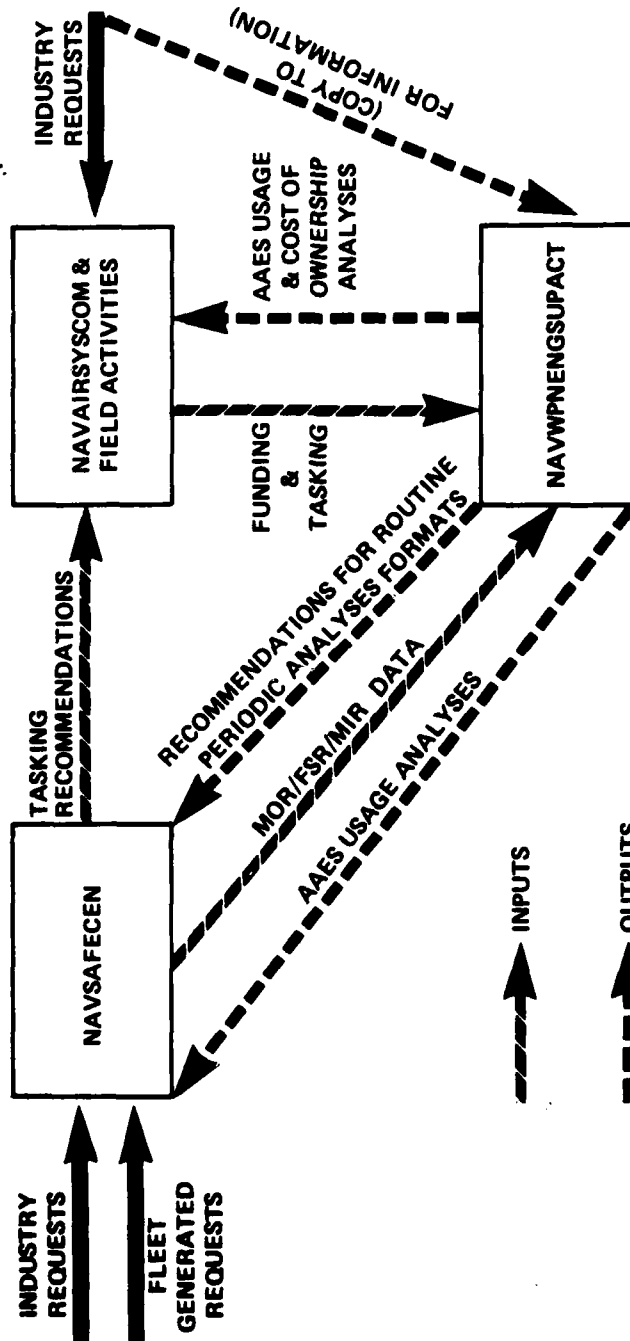 INDUSTRY
REQUESTS
FLEET
GENERATED
REQUESTS
NAVSAFECEN
TASKING
RECOMMENDATIONS
NAVAIRSYSCOM &
FIELD ACTIVITIES
INDUSTRY
REQUESTS
(COPY TO
FOR INFORMATION)
FUNDING
&
TASKING
AAES USAGE
& COST OF
OWNERSHIP
ANALYSES
RECOMMENDATIONS FOR ROUTINE
PERIODIC ANALYSES FORMATS
MOR/FSR/MIR DATA
AAES USAGE ANALYSES
NAVWPNENGSUPACT
INPUTS
OUTPUTS